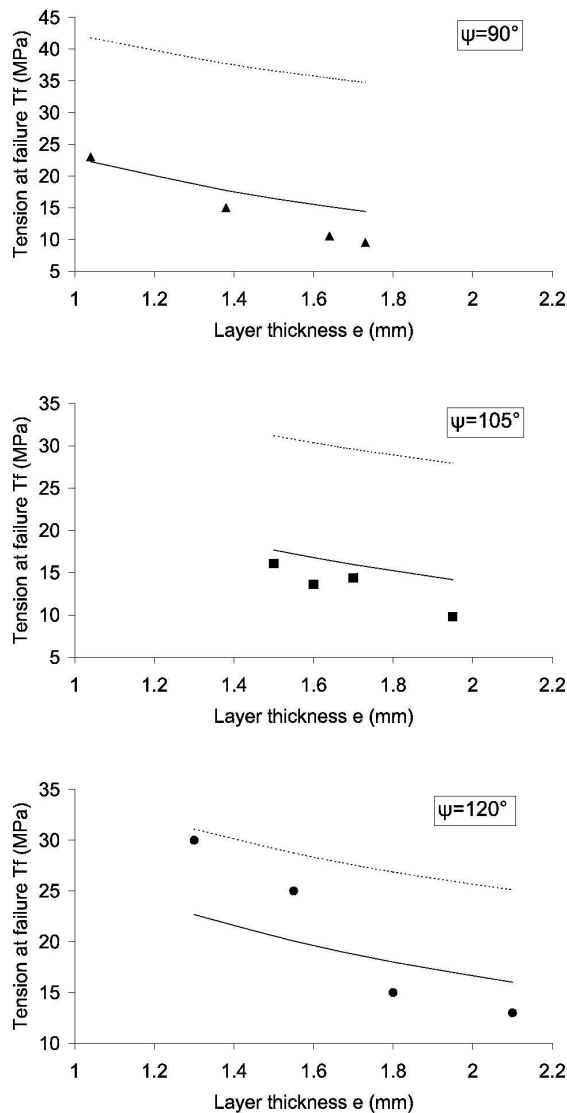 ψ=90°
Tension at failure Tf (MPa)
45
40
35
30
25
20
15
10
5
1 1.2 1.4 1.6 1.8 2 2.2
Layer thickness e (mm)
ψ=105°
Tension at failure Tf (MPa)
35
30
25
20
15
10
5
1 1.2 1.4 1.6 1.8 2 2.2
Layer thickness e (mm)
ψ=120°
Tension at failure Tf (MPa)
35
30
25
20
15
10
1 1.2 1.4 1.6 1.8 2 2.2
Layer thickness e (mm)